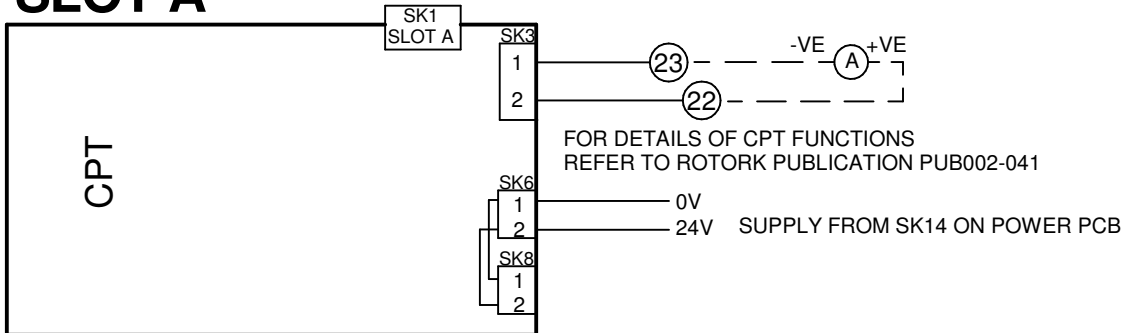 SLOT A
SK1
SLOT A
CPT
SK3
1
2
23
-VE
A
+VE
22
FOR DETAILS OF CPT FUNCTIONS
REFER TO ROTORK PUBLICATION PUB002-041
SK6
1
2
0V
24V SUPPLY FROM SK14 ON POWER PCB
SK8
1
2